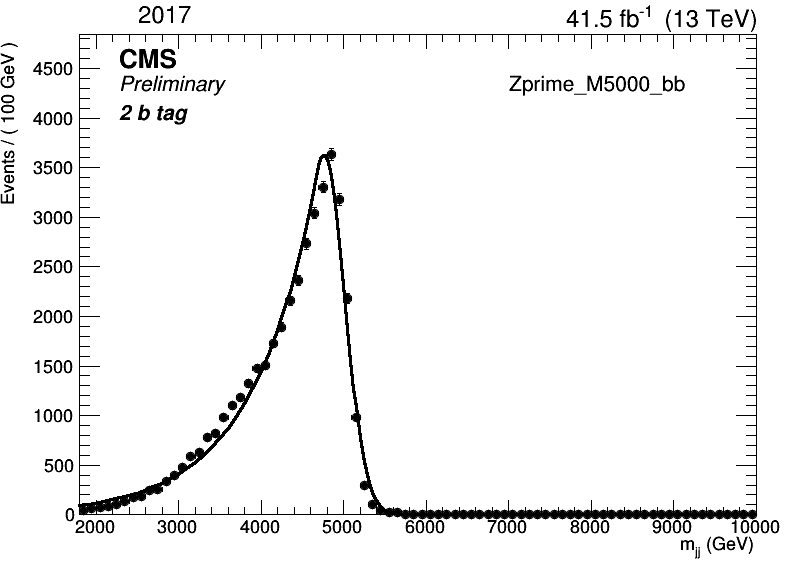 2017
41.5 fb⁻¹ (13 TeV)
CMS
Preliminary
2 b tag
Zprime_M5000_bb
Events / ( 100 GeV )
4500
4000
3500
3000
2500
2000
1500
1000
500
0
2000 3000 4000 5000 6000 7000 8000 9000 10000
m_jj (GeV)